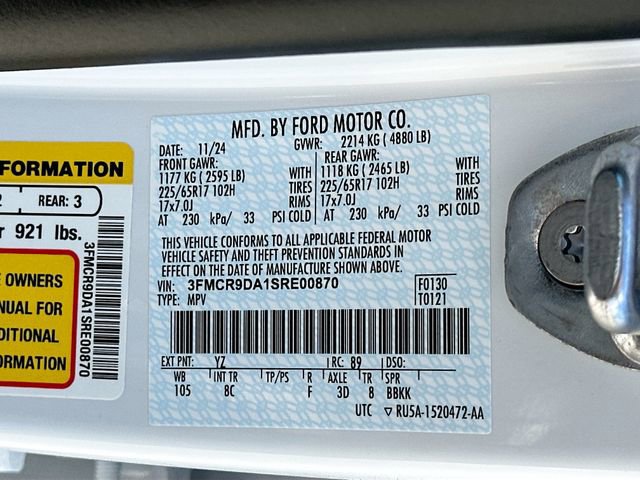 FORMATION
2 REAR: 3
r 921 lbs.
E OWNERS
NUAL FOR
DITIONAL
ORMATION
3FMCR9DA1SRE00870
MFD. BY FORD MOTOR CO.
DATE: 11/24 GVWR: 2214 KG ( 4880 LB)
FRONT GAWR: REAR GAWR:
1177 KG ( 2595 LB) WITH 1118 KG ( 2465 LB) WITH
225/65R17 102H TIRES 225/65R17 102H TIRES
17x7.0J RIMS 17x7.0J RIMS
AT 230 kPa/ 33 PSI COLD AT 230 kPa/ 33 PSI COLD
THIS VEHICLE CONFORMS TO ALL APPLICABLE FEDERAL MOTOR
VEHICLE SAFETY AND THEFT PREVENTION STANDARDS IN
EFFECT ON THE DATE OF MANUFACTURE SHOWN ABOVE.
VIN: 3FMCR9DA1SRE00870 F0130
TYPE: MPV T0121
EXT PNT: YZ RC: 89 DSO:
WB INT TR TP/PS R AXLE TR SPR
105 BC F 3D 8 BBKK
UTC RU5A-1520472-AA